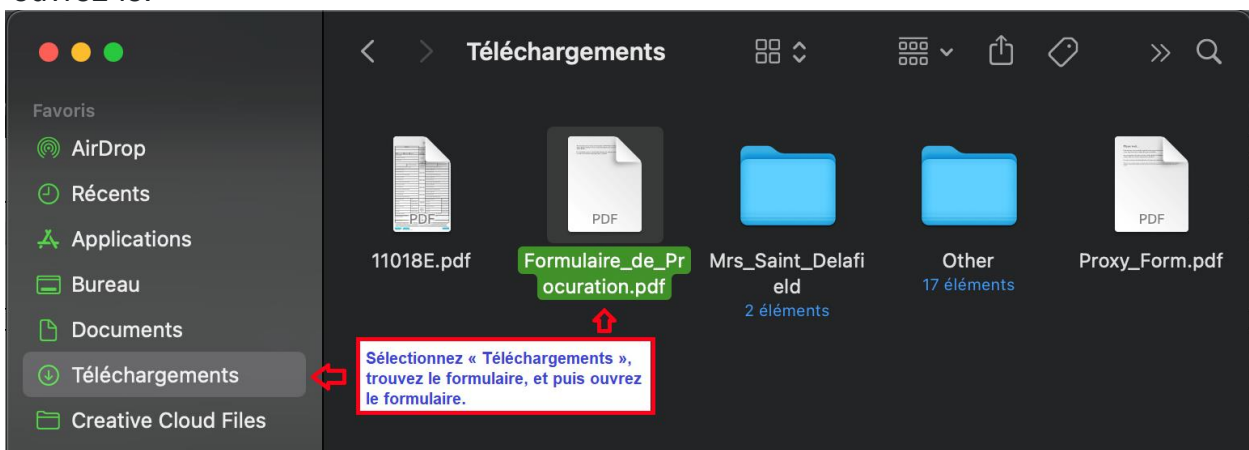 ouvrez le.
Téléchargements
Favoris
AirDrop
Récents
Applications
Bureau
Documents
Téléchargements
Creative Cloud Files
PDF
11018E.pdf
PDF
Formulaire_de_Pr
ocuration.pdf
Mrs_Saint_Delafi
eld
2 éléments
Other
17 éléments
PDF
Proxy_Form.pdf
Sélectionnez « Téléchargements »,
trouvez le formulaire, et puis ouvrez
le formulaire.